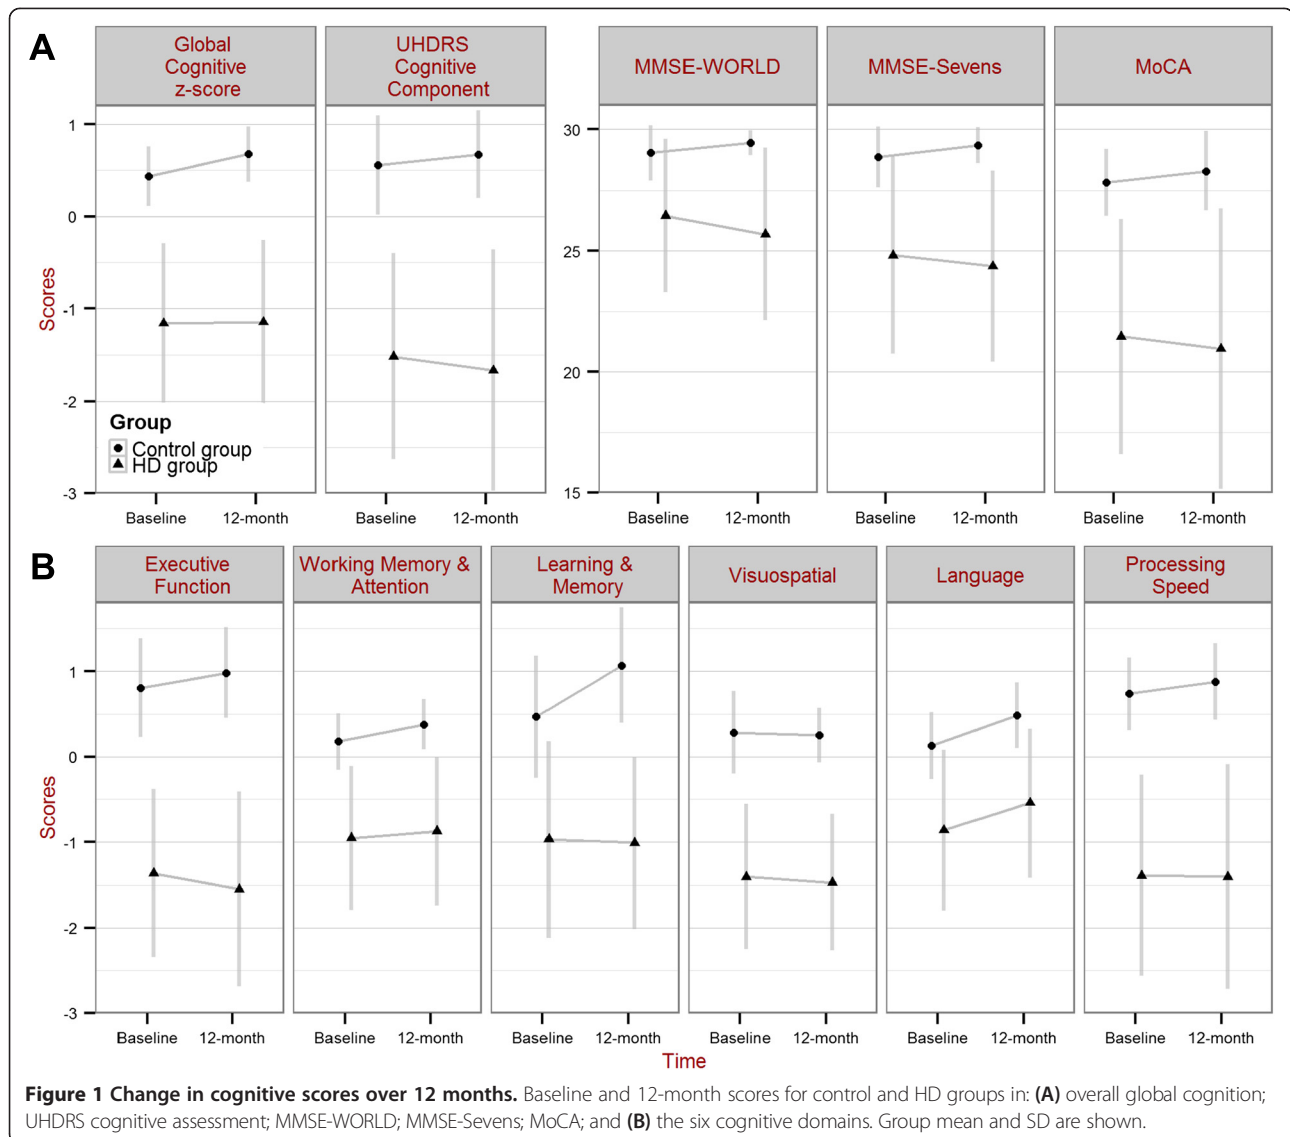 A
Global
Cognitive
z-score
UHDRS
Cognitive
Component
MMSE-WORLD
MMSE-Sevens
MoCA
1
0
-1
-2
-3
Scores
30
25
20
15
Group
Control group
HD group
Baseline 12-month Baseline 12-month Baseline 12-month Baseline 12-month Baseline 12-month
B
Executive
Function
Working Memory &
Attention
Learning &
Memory
Visuospatial
Language
Processing
Speed
1
0
-1
-2
-3
Scores
Baseline 12-month Baseline 12-month Baseline 12-month Baseline 12-month Baseline 12-month Baseline 12-month
Time
Figure 1 Change in cognitive scores over 12 months. Baseline and 12-month scores for control and HD groups in: (A) overall global cognition;
UHDRS cognitive assessment; MMSE-WORLD; MMSE-Sevens; MoCA; and (B) the six cognitive domains. Group mean and SD are shown.